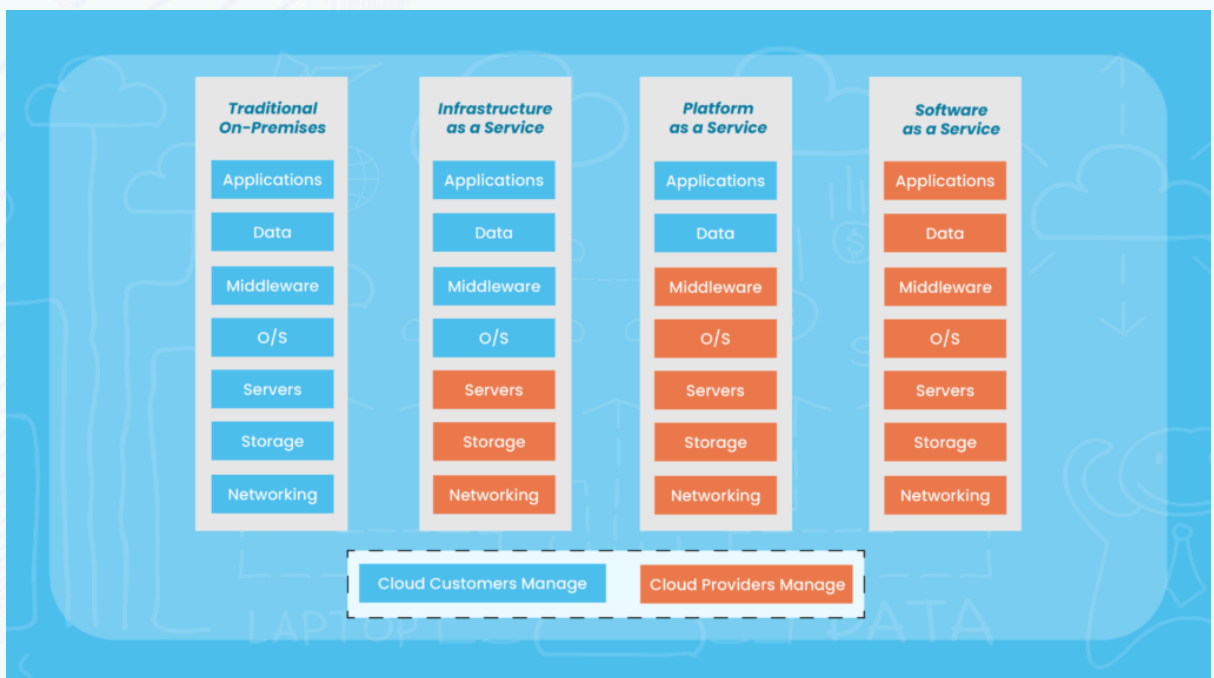 Traditional
On-Premises
Applications
Data
Middleware
O/S
Servers
Storage
Networking
Infrastructure
as a Service
Applications
Data
Middleware
O/S
Servers
Storage
Networking
Platform
as a Service
Applications
Data
Middleware
O/S
Servers
Storage
Networking
Software
as a Service
Applications
Data
Middleware
O/S
Servers
Storage
Networking
Cloud Customers Manage
Cloud Providers Manage
LAPTOP
DATA